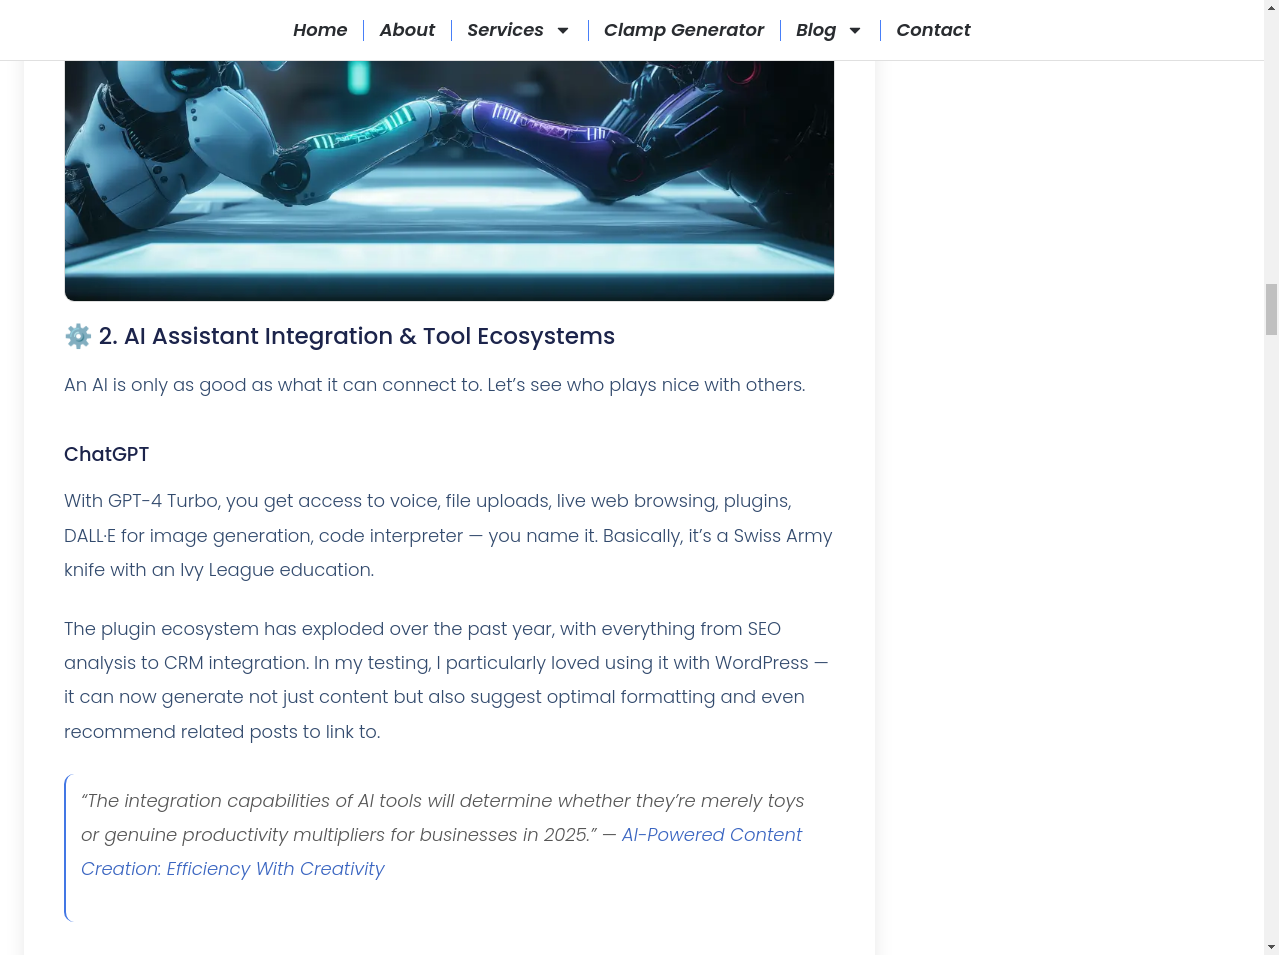 Home
About
Services
Clamp Generator
Blog
Contact
⚙️ 2. AI Assistant Integration & Tool Ecosystems
An AI is only as good as what it can connect to. Let’s see who plays nice with others.
ChatGPT
With GPT-4 Turbo, you get access to voice, file uploads, live web browsing, plugins,
DALL·E for image generation, code interpreter — you name it. Basically, it’s a Swiss Army
knife with an Ivy League education.
The plugin ecosystem has exploded over the past year, with everything from SEO
analysis to CRM integration. In my testing, I particularly loved using it with WordPress —
it can now generate not just content but also suggest optimal formatting and even
recommend related posts to link to.
“The integration capabilities of AI tools will determine whether they’re merely toys
or genuine productivity multipliers for businesses in 2025.” — AI-Powered Content
Creation: Efficiency With Creativity